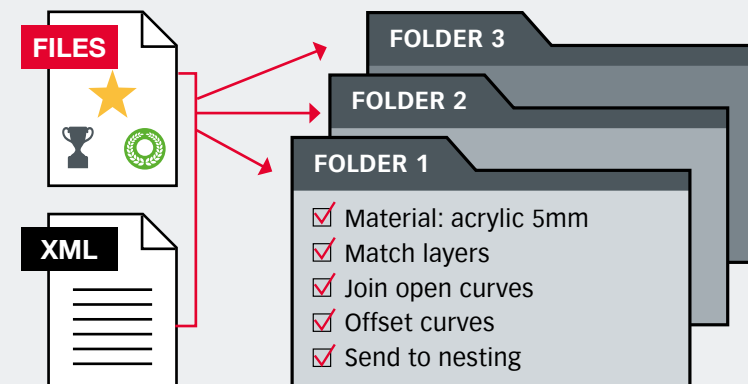 FILES
XML
FOLDER 3
FOLDER 2
FOLDER 1
Material: acrylic 5mm
Match layers
Join open curves
Offset curves
Send to nesting